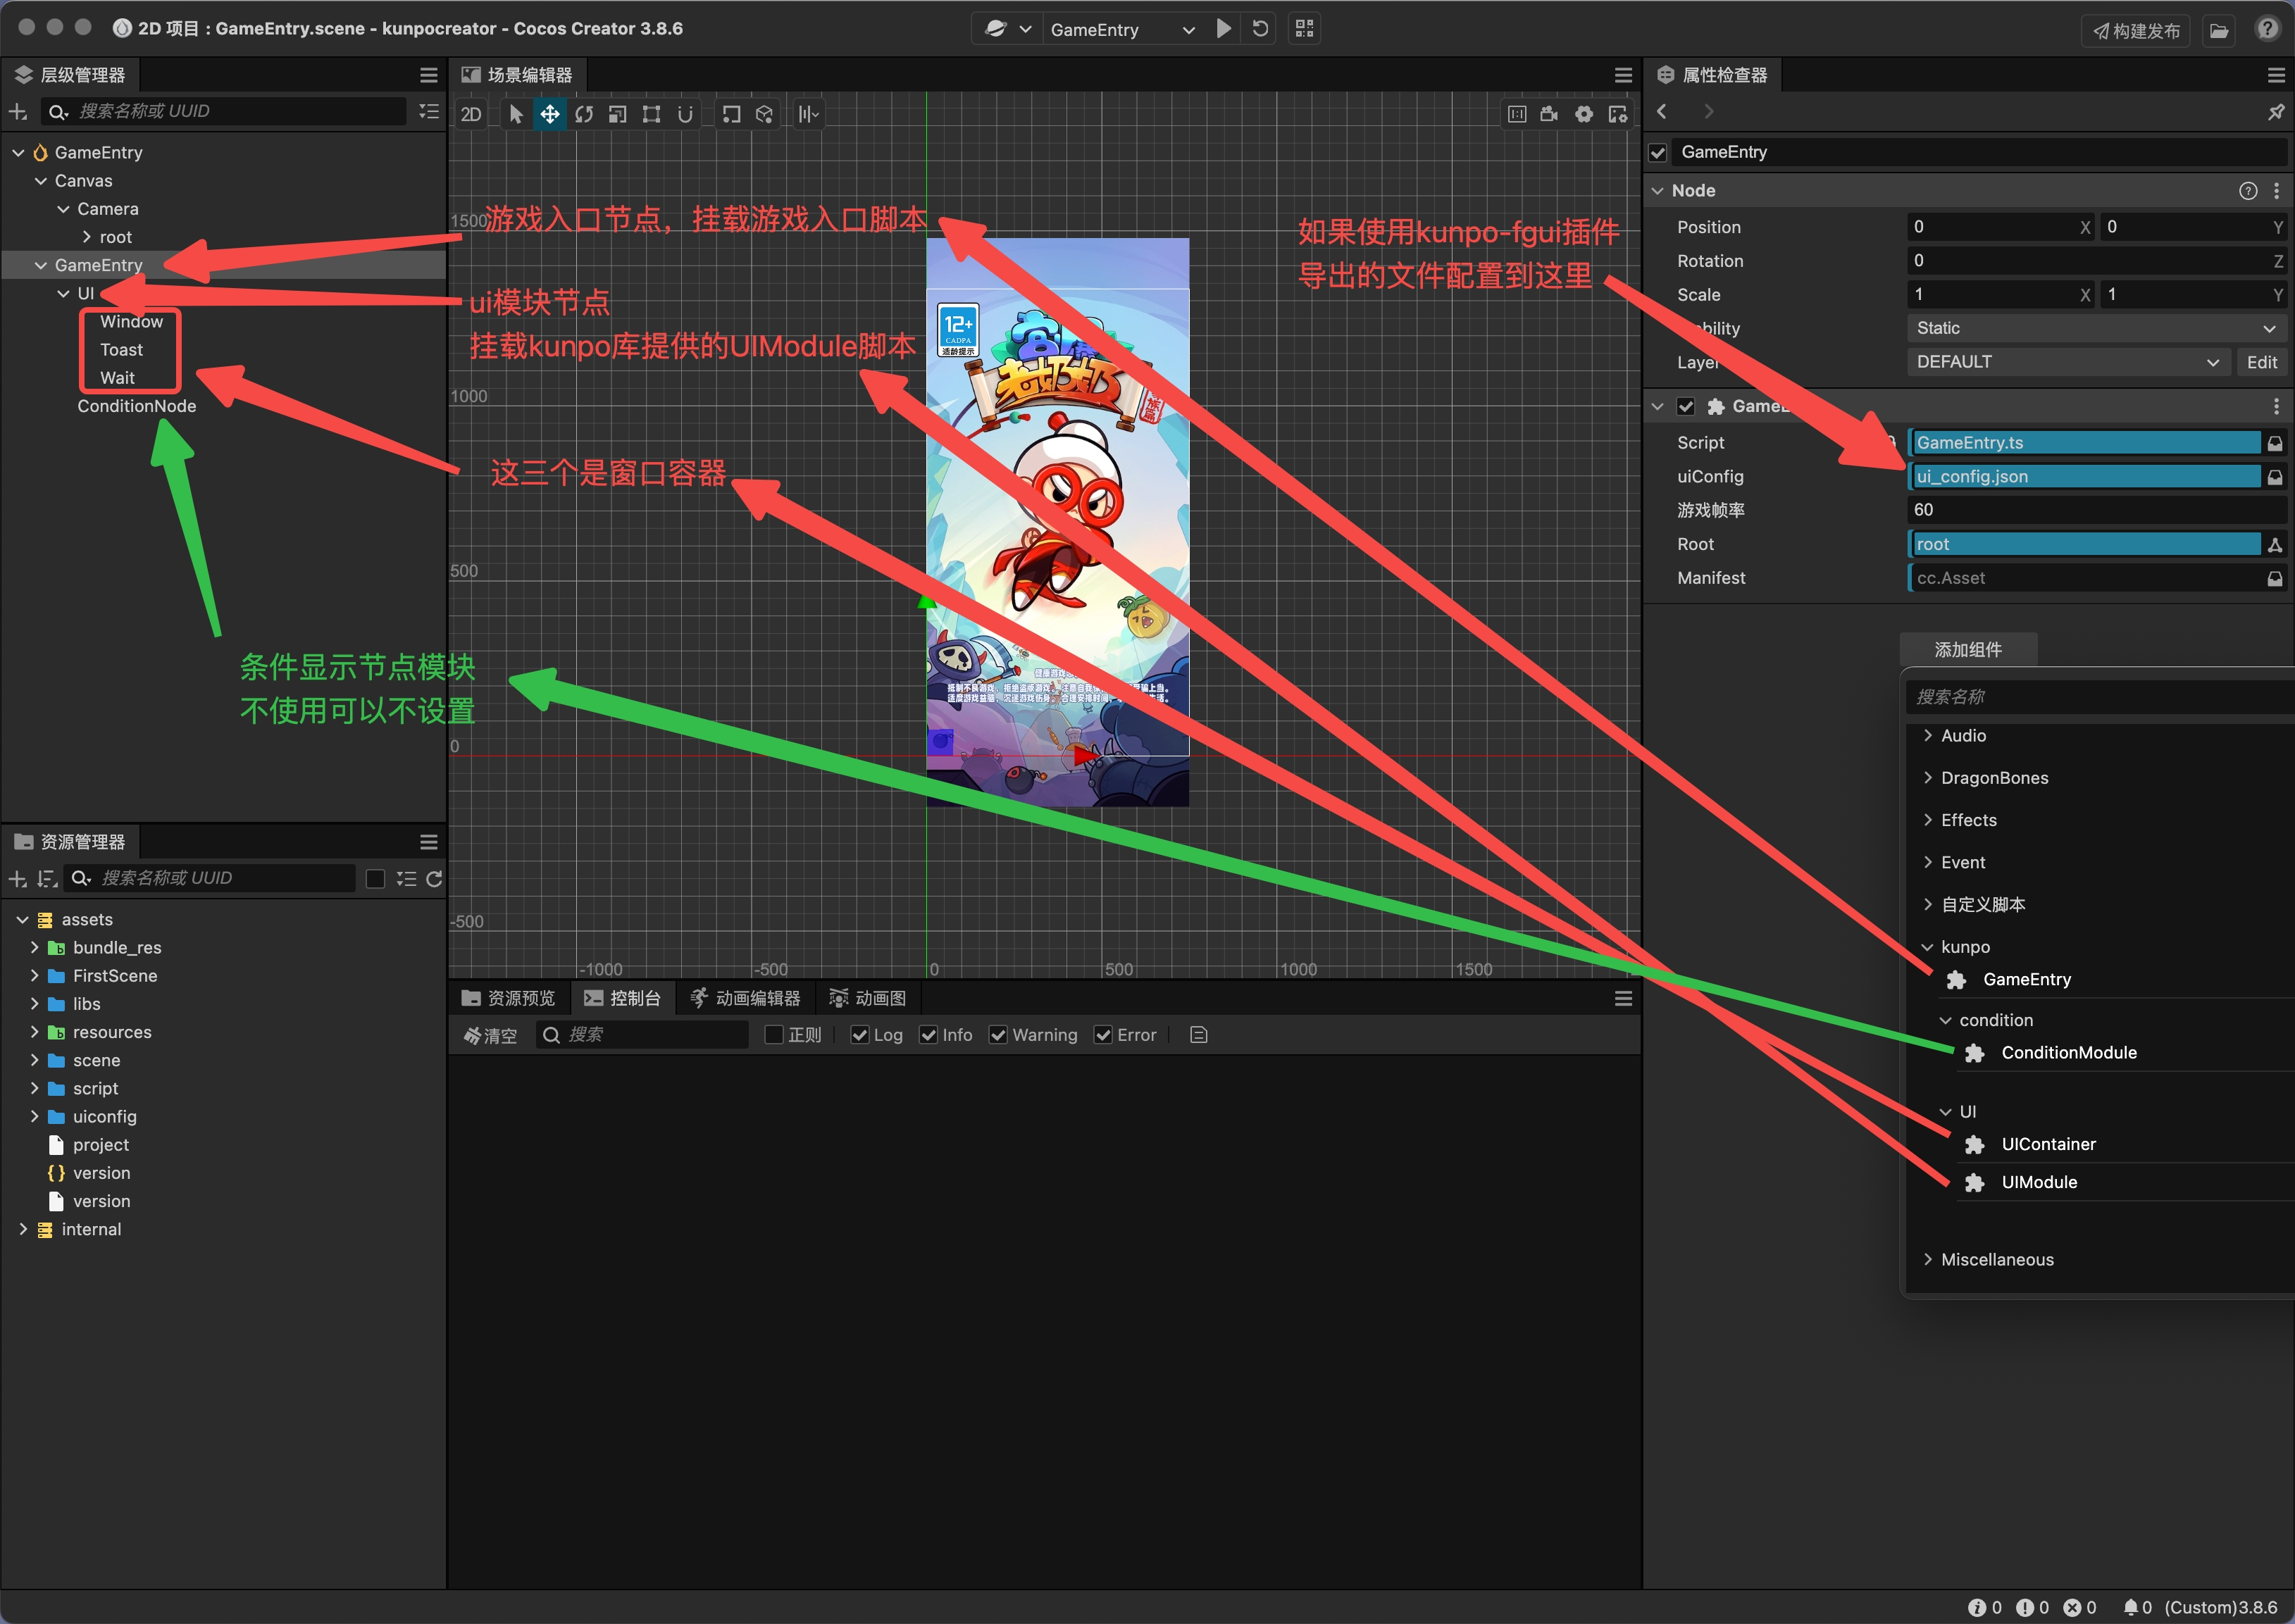 2D 项目 : GameEntry.scene - kunpocreator - Cocos Creator 3.8.6
GameEntry
构建发布
层级管理器
搜索名称或 UUID
GameEntry
Canvas
Camera
root
GameEntry
UI
Window
Toast
Wait
ConditionNode
场景编辑器
2D
1500
1000
500
0
-500
-1000
-500
0
500
1000
1500
游戏入口节点，挂载游戏入口脚本
ui模块节点
挂载kunpo库提供的UIModule脚本
这三个是窗口容器
条件显示节点模块
不使用可以不设置
如果使用kunpo-fgui插件
导出的文件配置到这里
12+
CADPA
适龄提示
属性检查器
GameEntry
Node
Position
0 X
0 Y
Rotation
0 Z
Scale
1 X
1 Y
bility
Static
Layer
DEFAULT
Edit
GameE
Script
GameEntry.ts
uiConfig
ui_config.json
游戏帧率
60
Root
root
Manifest
cc.Asset
添加组件
搜索名称
Audio
DragonBones
Effects
Event
自定义脚本
kunpo
GameEntry
condition
ConditionModule
UI
UIContainer
UIModule
Miscellaneous
资源管理器
搜索名称或 UUID
assets
bundle_res
FirstScene
libs
resources
scene
script
uiconfig
project
version
version
internal
资源预览
控制台
动画编辑器
动画图
清空
搜索
正则
Log
Info
Warning
Error
0
0
0
0
(Custom)3.8.6